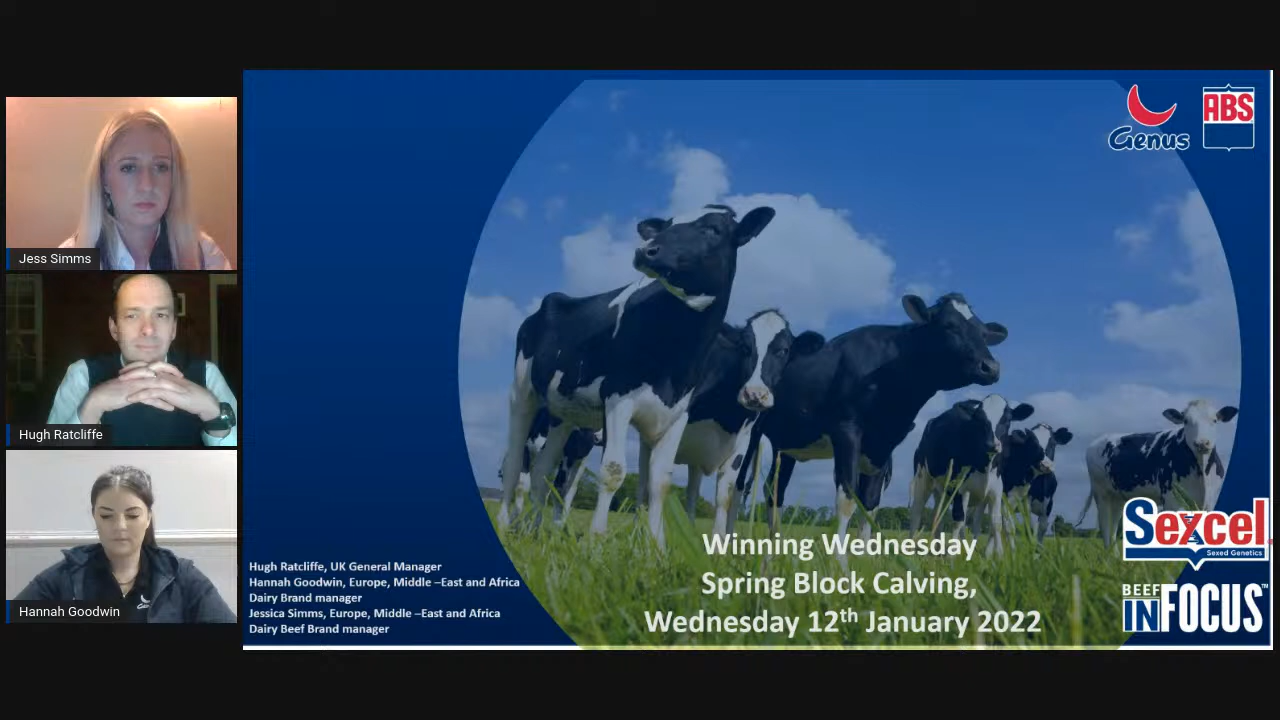 Jess Simms
Hugh Ratcliffe
Hannah Goodwin
Genus
ABS
Hugh Ratcliffe, UK General Manager
Hannah Goodwin, Europe, Middle –East and Africa
Dairy Brand manager
Jessica Simms, Europe, Middle –East and Africa
Dairy Beef Brand manager
Winning Wednesday
Spring Block Calving,
Wednesday 12th January 2022
Sexcel
Sexed Genetics
BEEF
INFOCUS™